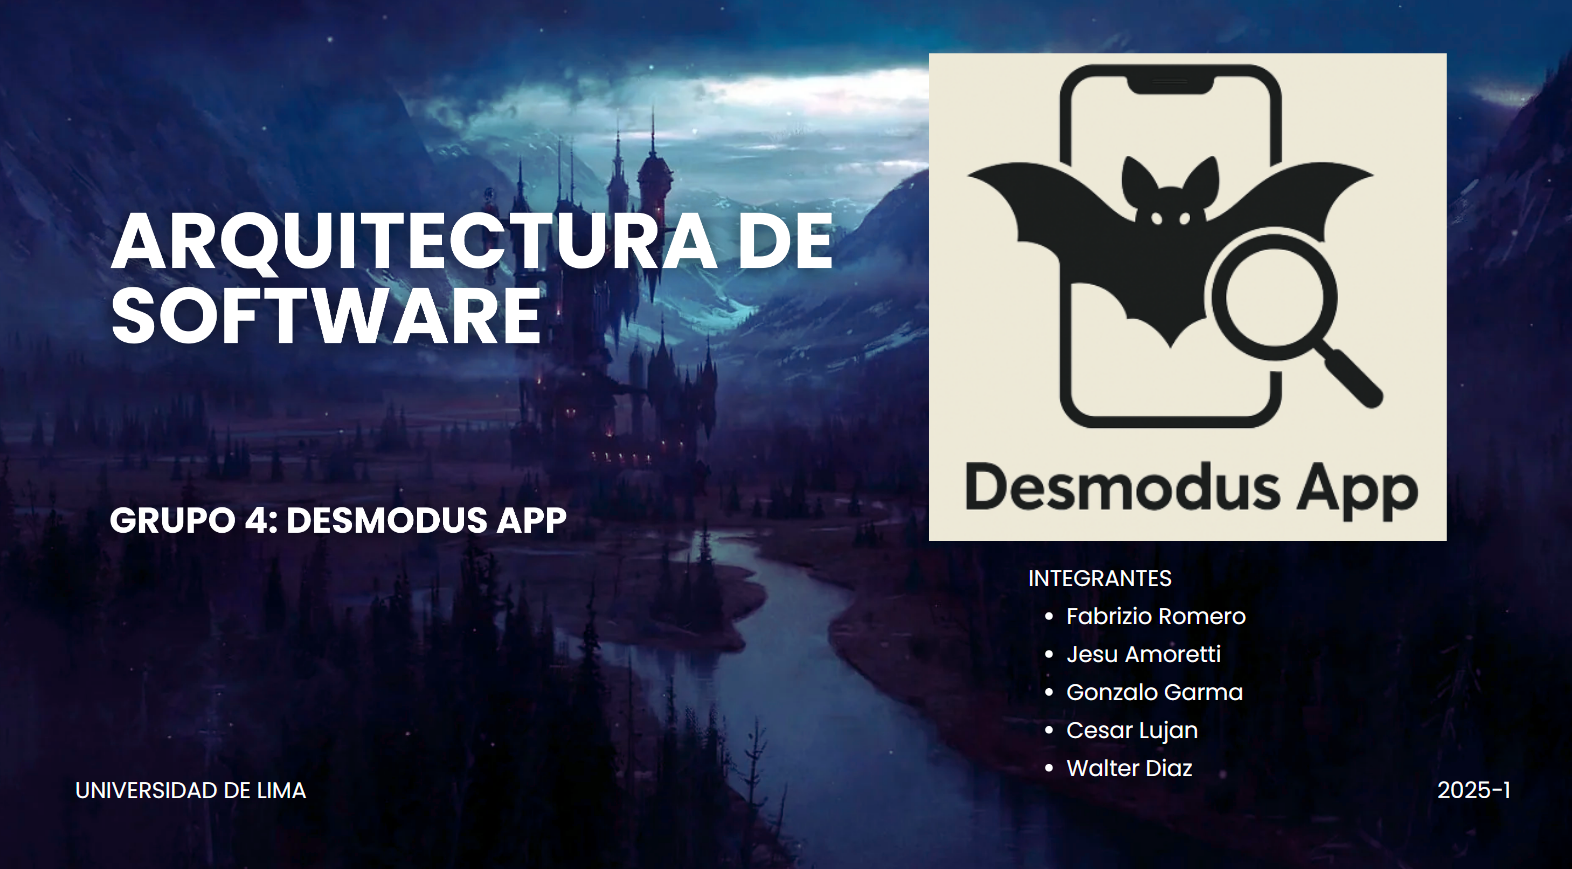 ARQUITECTURA DE
SOFTWARE
GRUPO 4: DESMODUS APP
Desmodus App
INTEGRANTES
• Fabrizio Romero
• Jesu Amoretti
• Gonzalo Garma
• Cesar Lujan
• Walter Diaz
UNIVERSIDAD DE LIMA
2025-1